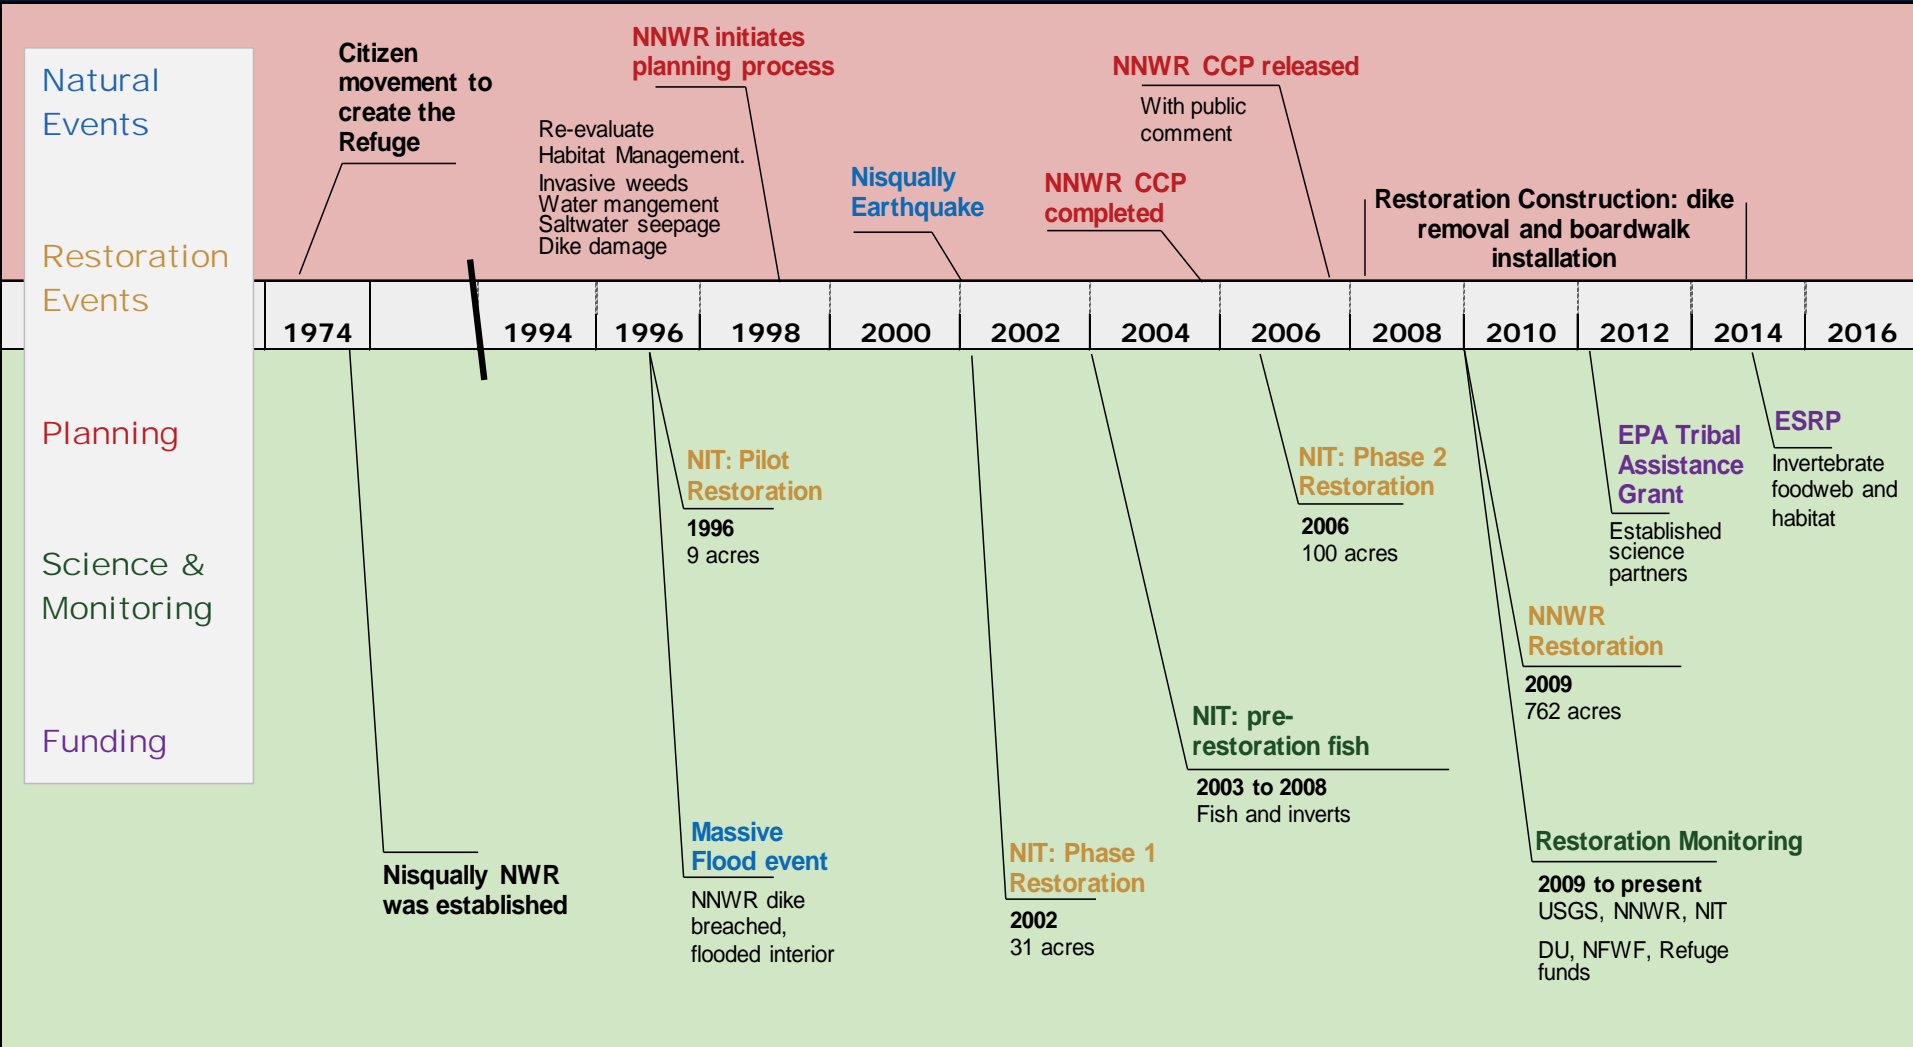 Natural
Events
Restoration
Events
Planning
Science &
Monitoring
Funding
Citizen
movement to
create the
Refuge
NNWR initiates
planning process
Re-evaluate
Habitat Management.
Invasive weeds
Water mangement
Saltwater seepage
Dike damage
Nisqually
Earthquake
NNWR CCP
completed
NNWR CCP released
With public
comment
Restoration Construction: dike
removal and boardwalk
installation
1974 1994 1996 1998 2000 2002 2004 2006 2008 2010 2012 2014 2016
Nisqually NWR
was established
NIT: Pilot
Restoration
1996
9 acres
Massive
Flood event
NNWR dike
breached,
flooded interior
NIT: Phase 1
Restoration
2002
31 acres
NIT: pre-
restoration fish
2003 to 2008
Fish and inverts
NIT: Phase 2
Restoration
2006
100 acres
NNWR
Restoration
2009
762 acres
Restoration Monitoring
2009 to present
USGS, NNWR, NIT
DU, NFWF, Refuge
funds
EPA Tribal
Assistance
Grant
Established
science
partners
ESRP
Invertebrate
foodweb and
habitat